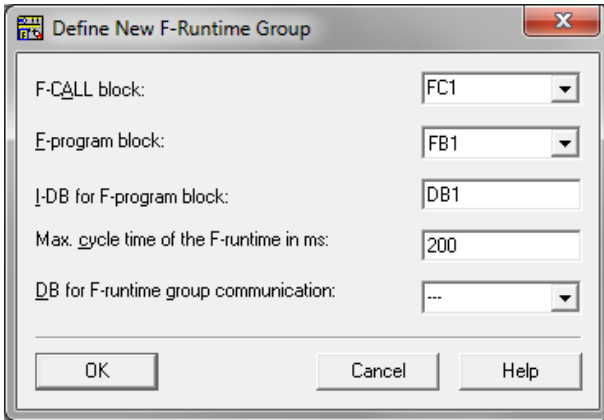 Define New F-Runtime Group
F-CALL block: FC1
F-program block: FB1
I-DB for F-program block: DB1
Max. cycle time of the F-runtime in ms: 200
DB for F-runtime group communication: ---
OK Cancel Help